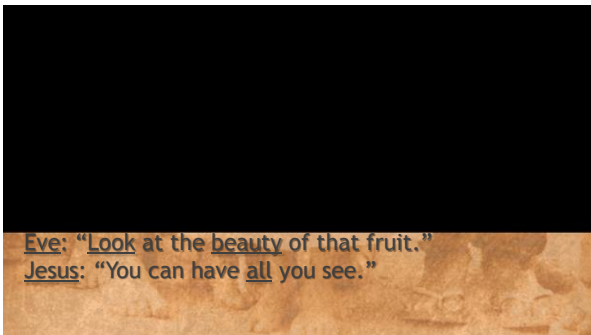 Eve: “Look at the beauty of that fruit.”
Jesus: “You can have all you see.”